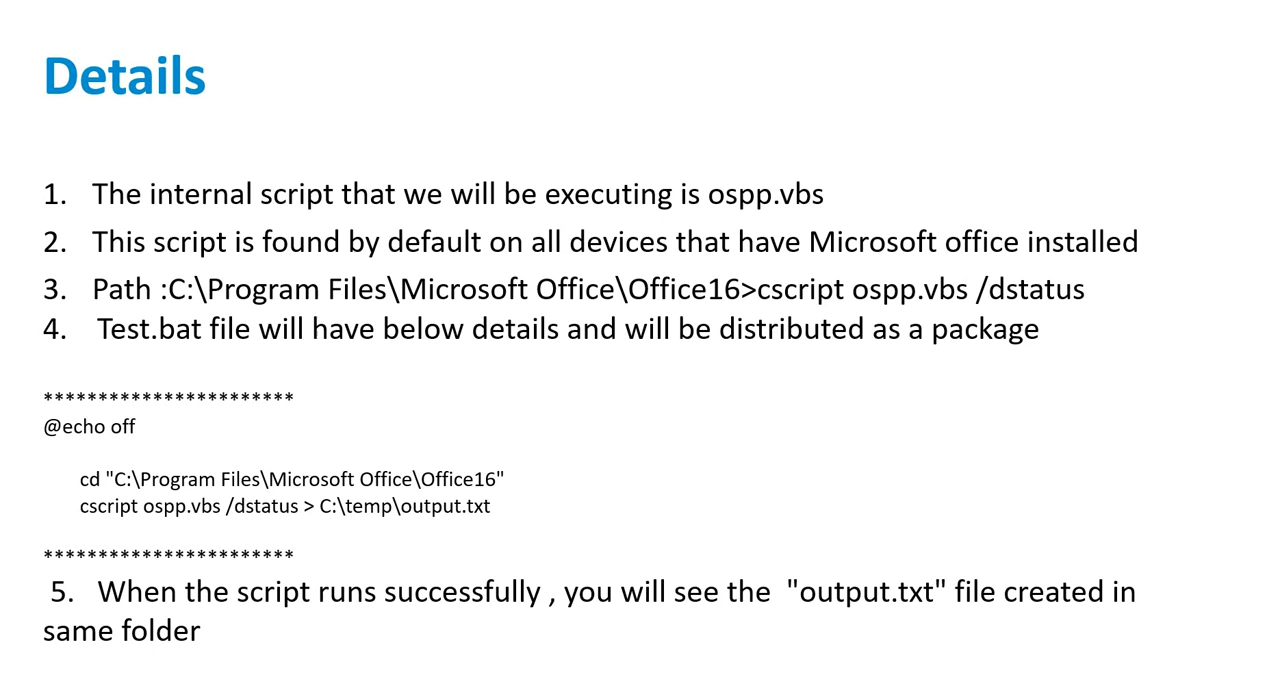 Details
1. The internal script that we will be executing is ospp.vbs
2. This script is found by default on all devices that have Microsoft office installed
3. Path :C:\Program Files\Microsoft Office\Office16>cscript ospp.vbs /dstatus
4. Test.bat file will have below details and will be distributed as a package
***********************
@echo off
cd "C:\Program Files\Microsoft Office\Office16"
cscript ospp.vbs /dstatus > C:\temp\output.txt
***********************
5. When the script runs successfully , you will see the "output.txt" file created in
same folder